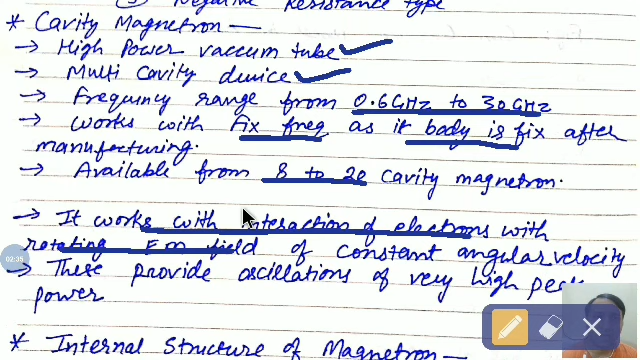 (3) Negative Resistance type
* Cavity Magnetron —
→ High Power vaccum tube
→ Multi Cavity device
→ Frequency range from 0.6GHz to 30GHz
→ Works with Fix freq as it body is fix after
manufacturing.
→ Available from 8 to 20 cavity magnetron.
→ It works with interaction of electrons with
rotating Em field of Constant angular velocity
→ These provide oscillations of very high peak
power
02:35
* Internal Structure of Magnetron —